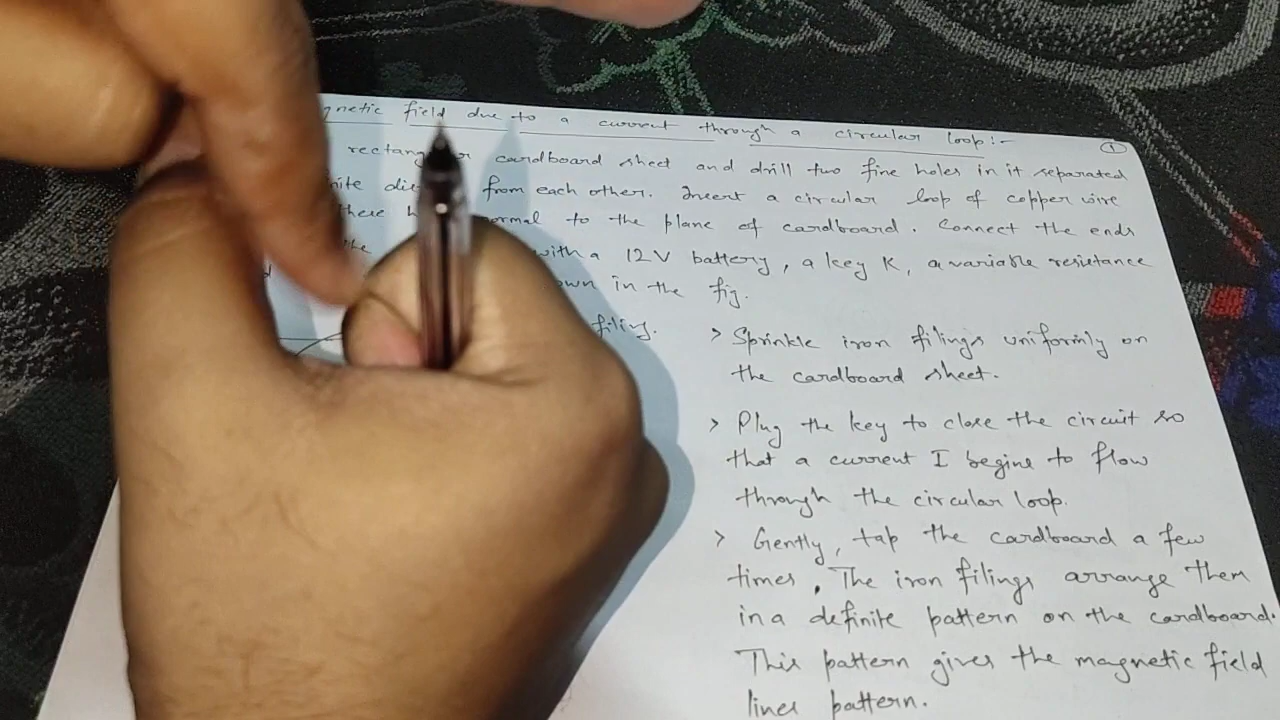 field due to a current through a circular loop:-
1
cardboard sheet and drill two fine holes in it separated
from each other. Insert a circular loop of copper wire
to the plane of cardboard. Connect the ends
with a 12V battery, a key K, a variable resistance
in the fig.
filing.
> Sprinkle iron filings uniformly on
the cardboard sheet.
> Plug the key to close the circuit so
that a current I begins to flow
through the circular loop.
> Gently, tap the cardboard a few
times. The iron filings arrange them
in a definite pattern on the cardboard.
This pattern gives the magnetic field
lines pattern.